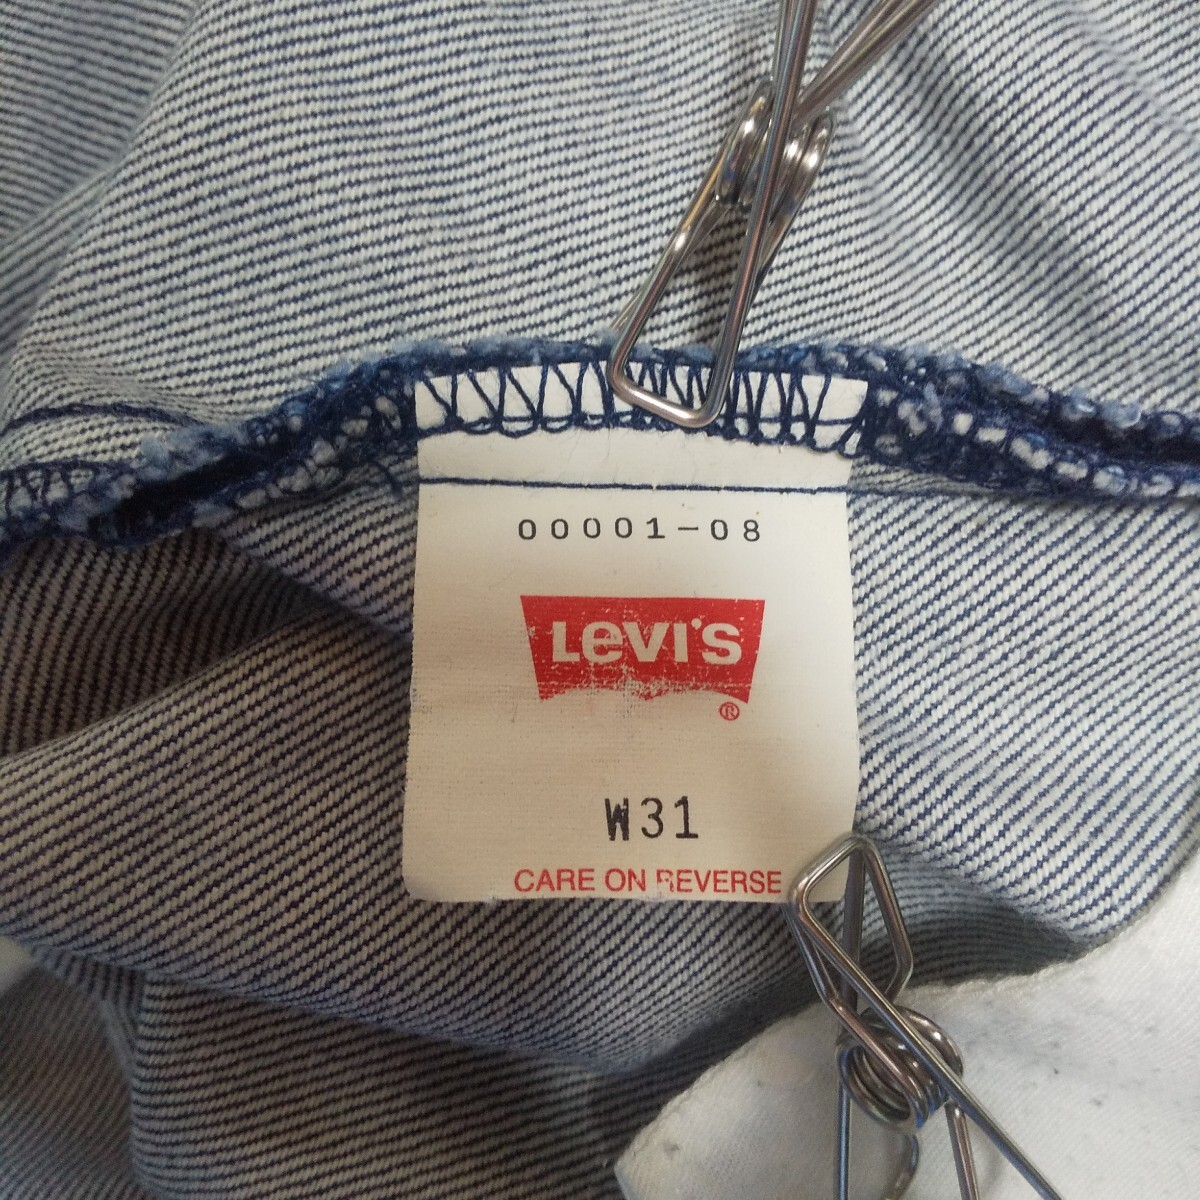 00001-08
Levi's
®
W31
CARE ON REVERSE